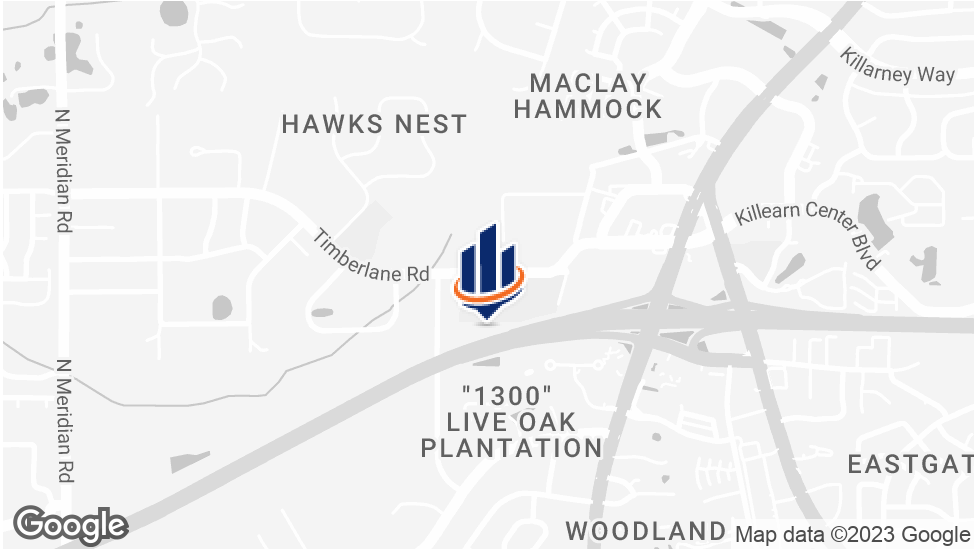 Killarney Way
MACLAY
HAMMOCK
HAWKS NEST
N Meridian Rd
Killearn Center Blvd
Timberlane Rd
N Meridian Rd
"1300"
LIVE OAK
PLANTATION
EASTGAT
WOODLAND
Google
Map data ©2023 Google